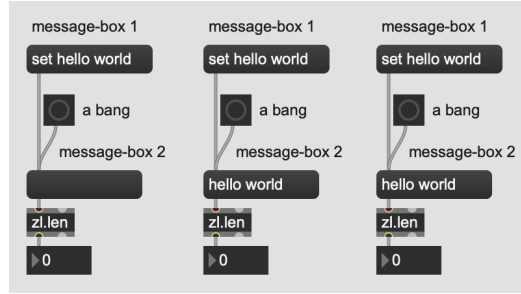 message-box 1
set hello world
a bang
message-box 2
zl.len
0
message-box 1
set hello world
a bang
message-box 2
hello world
zl.len
0
message-box 1
set hello world
a bang
message-box 2
hello world
zl.len
0